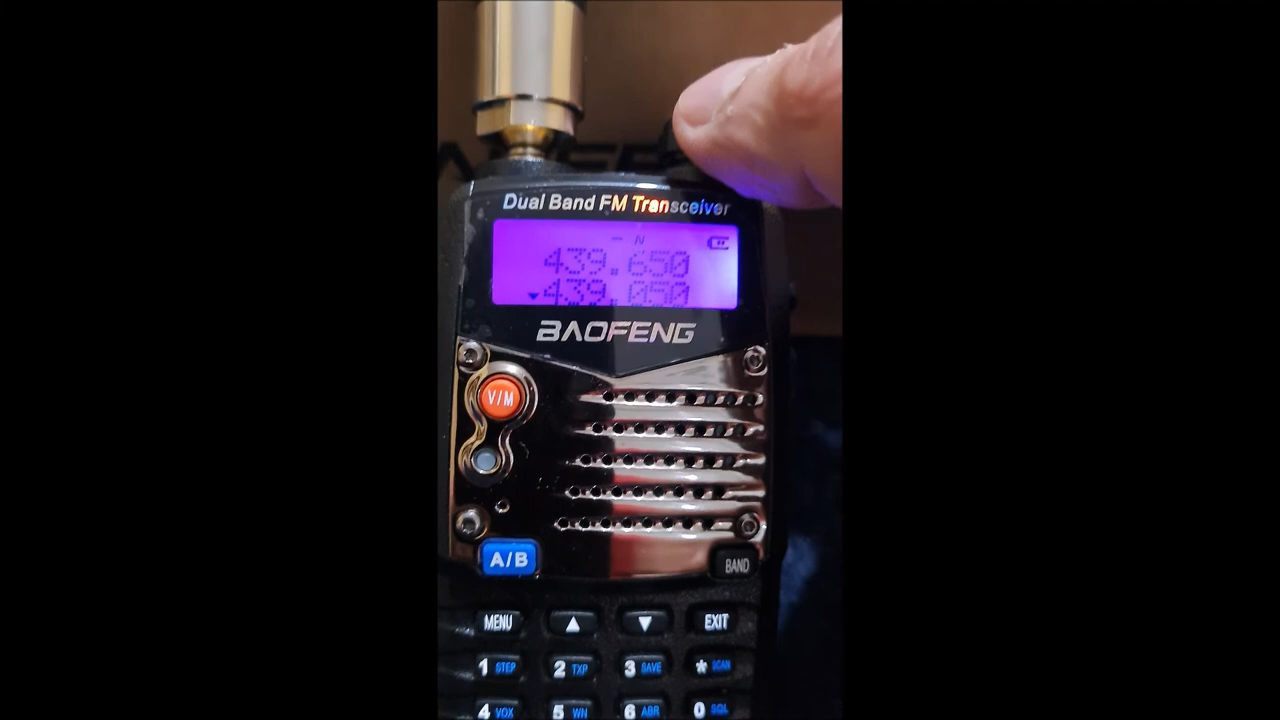 Dual Band FM Transceiver
– N
439.650
439.050
BAOFENG
V/M
A/B
BAND
MENU ▲ ▼ EXIT
1 STEP 2 TXP 3 SAVE * SCAN
4 VOX 5 WN 6 ABR 0 SQL